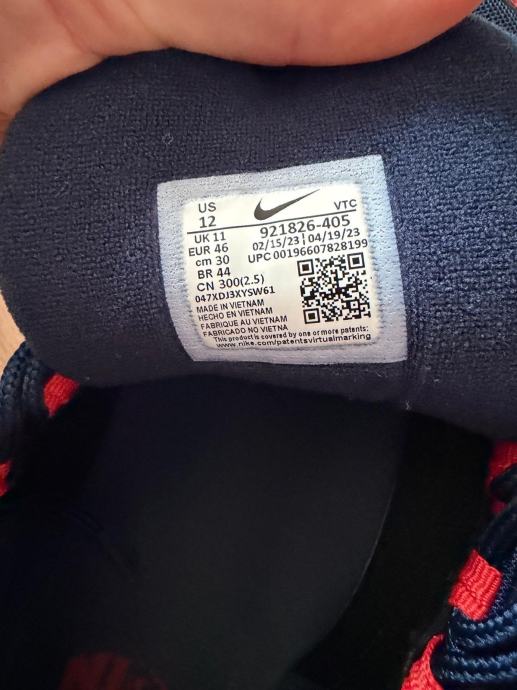 US VTC
12 921826-405
UK 11 02/15/23 | 04/19/23
EUR 46 UPC 00196607828199
cm 30
BR 44
CN 300(2.5)
047XDJ3XYSW61
MADE IN VIETNAM
HECHO EN VIETNAM
FABRIQUE AU VIETNAM
FABRICADO NO VIETNA
This product is covered by one or more patents:
www.nike.com/patentsvirtualmarking